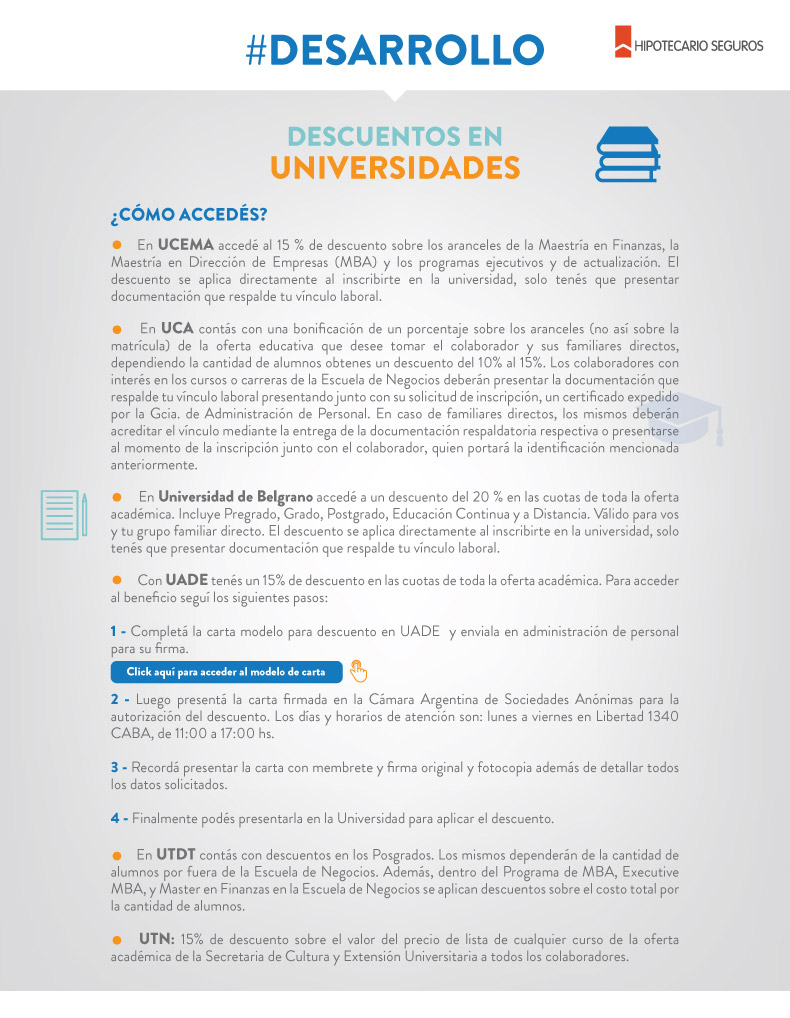 #DESARROLLO
HIPOTECARIO SEGUROS
DESCUENTOS EN
UNIVERSIDADES
¿CÓMO ACCEDÉS?
En UCEMA accedé al 15 % de descuento sobre los aranceles de la Maestría en Finanzas, la
Maestría en Dirección de Empresas (MBA) y los programas ejecutivos y de actualización. El
descuento se aplica directamente al inscribirte en la universidad, solo tenés que presentar
documentación que respalde tu vínculo laboral.
En UCA contás con una bonificación de un porcentaje sobre los aranceles (no así sobre la
matrícula) de la oferta educativa que desee tomar el colaborador y sus familiares directos,
dependiendo la cantidad de alumnos obtenes un descuento del 10% al 15%. Los colaboradores con
interés en los cursos o carreras de la Escuela de Negocios deberán presentar la documentación que
respalde tu vínculo laboral presentando junto con su solicitud de inscripción, un certificado expedido
por la Gcia. de Administración de Personal. En caso de familiares directos, los mismos deberán
acreditar el vínculo mediante la entrega de la documentación respaldatoria respectiva o presentarse
al momento de la inscripción junto con el colaborador, quien portará la identificación mencionada
anteriormente.
En Universidad de Belgrano accedé a un descuento del 20 % en las cuotas de toda la oferta
académica. Incluye Pregrado, Grado, Postgrado, Educación Continua y a Distancia. Válido para vos
y tu grupo familiar directo. El descuento se aplica directamente al inscribirte en la universidad, solo
tenés que presentar documentación que respalde tu vínculo laboral.
Con UADE tenés un 15% de descuento en las cuotas de toda la oferta académica. Para acceder
al beneficio seguí los siguientes pasos:
1 - Completá la carta modelo para descuento en UADE y enviala en administración de personal
para su firma.
Click aquí para acceder al modelo de carta
2 - Luego presentá la carta firmada en la Cámara Argentina de Sociedades Anónimas para la
autorización del descuento. Los días y horarios de atención son: lunes a viernes en Libertad 1340
CABA, de 11:00 a 17:00 hs.
3 - Recordá presentar la carta con membrete y firma original y fotocopia además de detallar todos
los datos solicitados.
4 - Finalmente podés presentarla en la Universidad para aplicar el descuento.
En UTDT contás con descuentos en los Posgrados. Los mismos dependerán de la cantidad de
alumnos por fuera de la Escuela de Negocios. Además, dentro del Programa de MBA, Executive
MBA, y Master en Finanzas en la Escuela de Negocios se aplican descuentos sobre el costo total por
la cantidad de alumnos.
UTN: 15% de descuento sobre el valor del precio de lista de cualquier curso de la oferta
académica de la Secretaria de Cultura y Extensión Universitaria a todos los colaboradores.